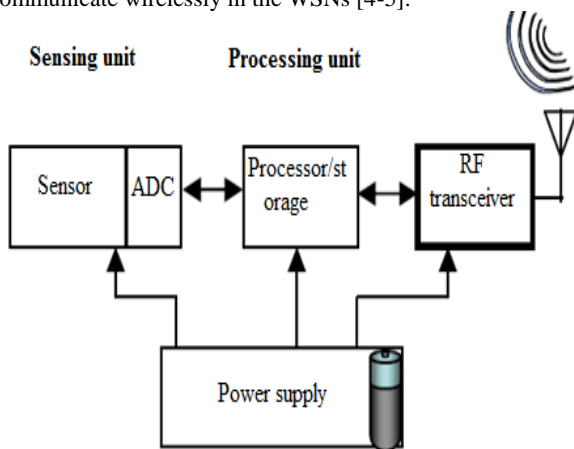 ommunicate wirelessly in the WSNs [4-5].
Sensing unit Processing unit
Sensor ADC Processor/st
orage RF
transceiver
Power supply